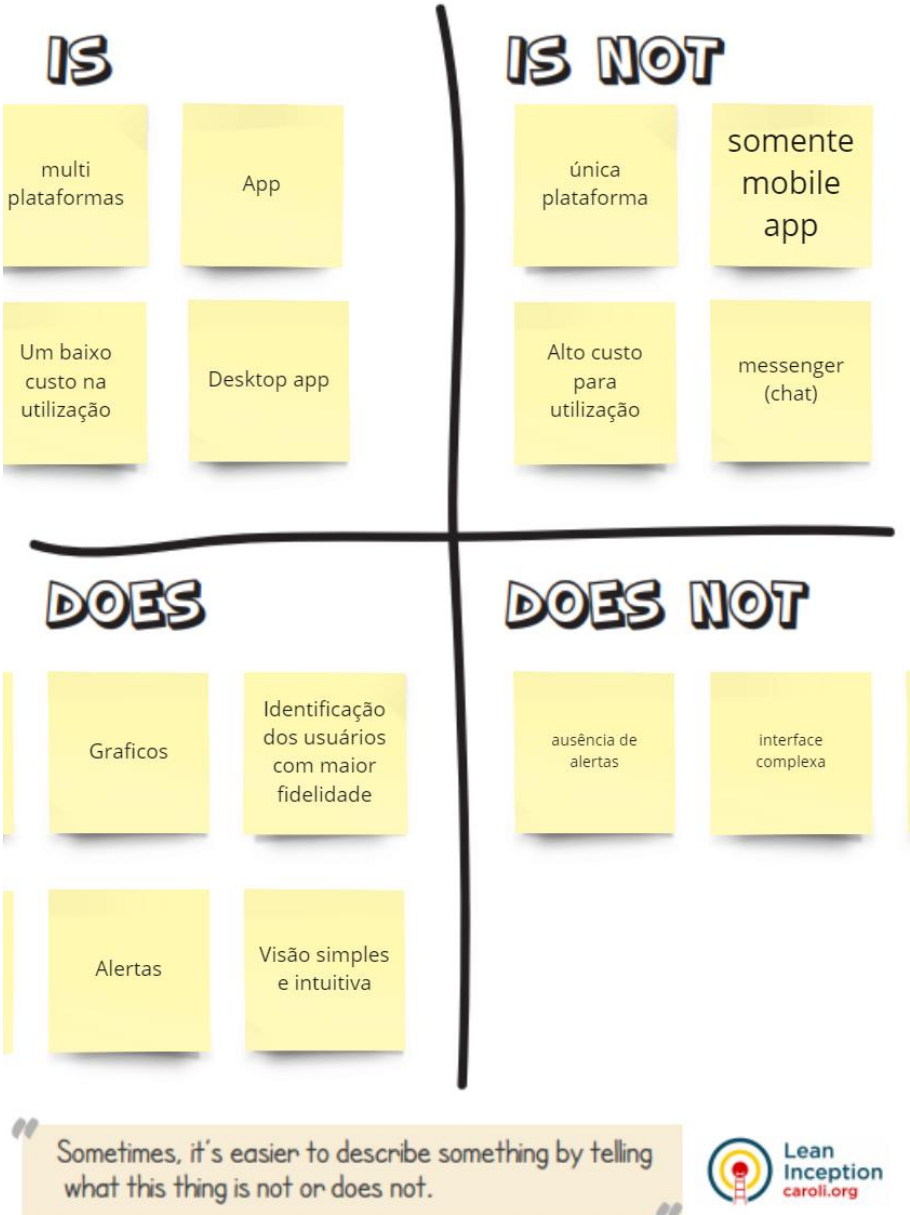 IS
multi
plataformas
App
Um baixo
custo na
utilização
Desktop app
IS NOT
única
plataforma
somente
mobile
app
Alto custo
para
utilização
messenger
(chat)
DOES
Graficos
Identificação
dos usuários
com maior
fidelidade
Alertas
Visão simples
e intuitiva
DOES NOT
ausência de
alertas
interface
complexa
" Sometimes, it's easier to describe something by telling
what this thing is not or does not. "
Lean
Inception
caroli.org